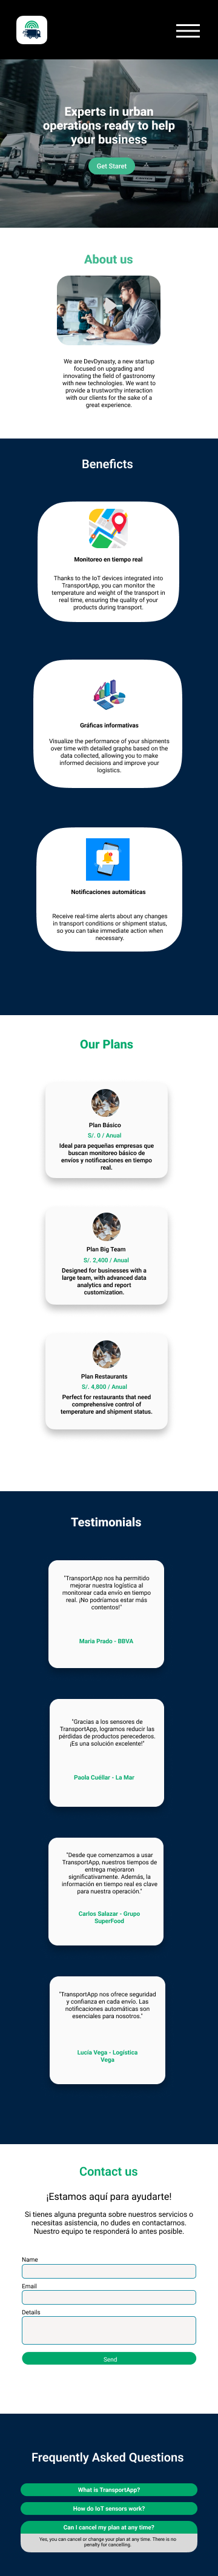 Experts in urban
operations ready to help
your business
Get Staret
About us
We are DevDynasty, a new startup
focused on upgrading and
innovating the field of gastronomy
with new technologies. We want to
provide a trustworthy interaction
with our clients for the sake of a
great experience.
Beneficts
Monitoreo en tiempo real
Thanks to the IoT devices integrated into
TransportApp, you can monitor the
temperature and weight of the transport in
real time, ensuring the quality of your
products during transport.
Gráficas informativas
Visualize the performance of your shipments
over time with detailed graphs based on the
data collected, allowing you to make
informed decisions and improve your
logistics.
Notificaciones automáticas
Receive real-time alerts about any changes
in transport conditions or shipment status,
so you can take immediate action when
necessary.
Our Plans
Plan Básico
S/. 0 / Anual
Ideal para pequeñas empresas que
buscan monitoreo básico de
envíos y notificaciones en tiempo
real.
Plan Big Team
S/. 2,400 / Anual
Designed for businesses with a
large team, with advanced data
analytics and report
customization.
Plan Restaurants
S/. 4,800 / Anual
Perfect for restaurants that need
comprehensive control of
temperature and shipment status.
Testimonials
"TransportApp nos ha permitido
mejorar nuestra logística al
monitorear cada envío en tiempo
real. ¡No podríamos estar más
contentos!"
Maria Prado - BBVA
"Gracias a los sensores de
TransportApp, logramos reducir las
pérdidas de productos perecederos.
¡Es una solución excelente!"
Paola Cuéllar - La Mar
"Desde que comenzamos a usar
TransportApp, nuestros tiempos de
entrega mejoraron
significativamente. Además, la
información en tiempo real es clave
para nuestra operación."
Carlos Salazar - Grupo
SuperFood
"TransportApp nos ofrece seguridad
y confianza en cada envío. Las
notificaciones automáticas son
esenciales para nosotros."
Lucía Vega - Logística
Vega
Contact us
¡Estamos aquí para ayudarte!
Si tienes alguna pregunta sobre nuestros servicios o
necesitas asistencia, no dudes en contactarnos.
Nuestro equipo te responderá lo antes posible.
Name
Email
Details
Send
Frequently Asked Questions
What is TransportApp?
How do IoT sensors work?
Can I cancel my plan at any time?
Yes, you can cancel or change your plan at any time. There is no
penalty for cancelling.